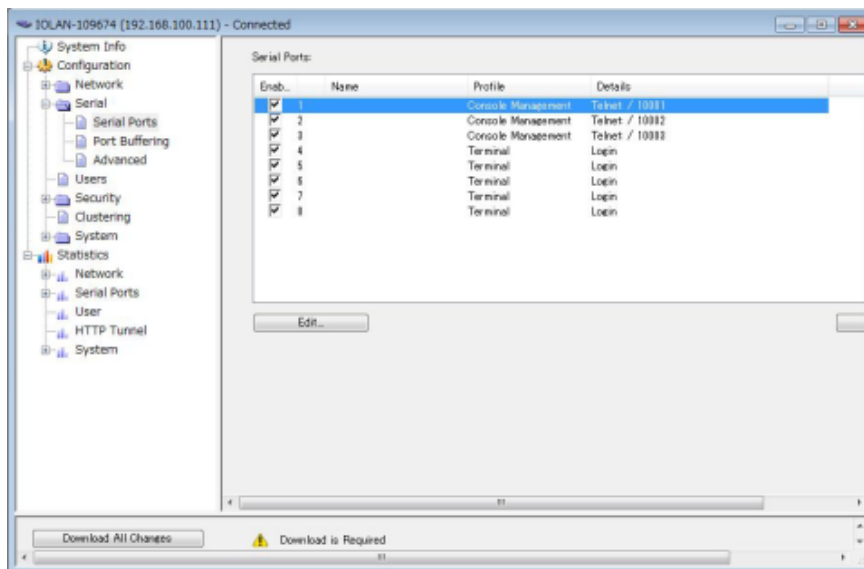 IOLAN-109674 (192.168.100.111) - Connected
System Info
Configuration
Network
Serial
Serial Ports
Port Buffering
Advanced
Users
Security
Clustering
System
Statistics
Network
Serial Ports
User
HTTP Tunnel
System
Serial Ports:
Enab... Name Profile Details
1 Console Management Telnet / 10001
2 Console Management Telnet / 10002
3 Console Management Telnet / 10003
4 Terminal Login
5 Terminal Login
6 Terminal Login
7 Terminal Login
8 Terminal Login
Edit...
Download All Changes
Download is Required